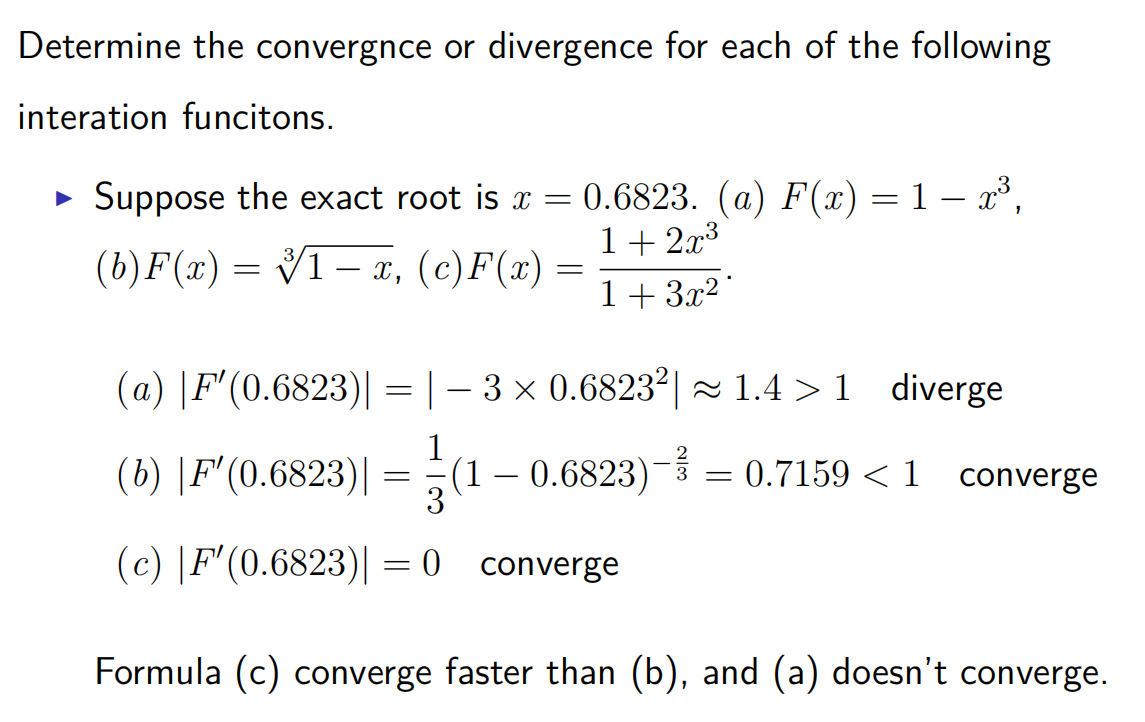 Determine the convergnce or divergence for each of the following
interation funcitons.
▶ Suppose the exact root is $x = 0.6823$. $(a)$ $F(x) = 1 - x^3$,
$(b) F(x) = \sqrt[3]{1 - x}$, $(c) F(x) = \dfrac{1 + 2x^3}{1 + 3x^2}$.
$(a)$ $|F'(0.6823)| = |-3 \times 0.6823^2| \approx 1.4 > 1$ diverge
$(b)$ $|F'(0.6823)| = \dfrac{1}{3}(1 - 0.6823)^{-\frac{2}{3}} = 0.7159 < 1$ converge
$(c)$ $|F'(0.6823)| = 0$ converge
Formula (c) converge faster than (b), and (a) doesn't converge.